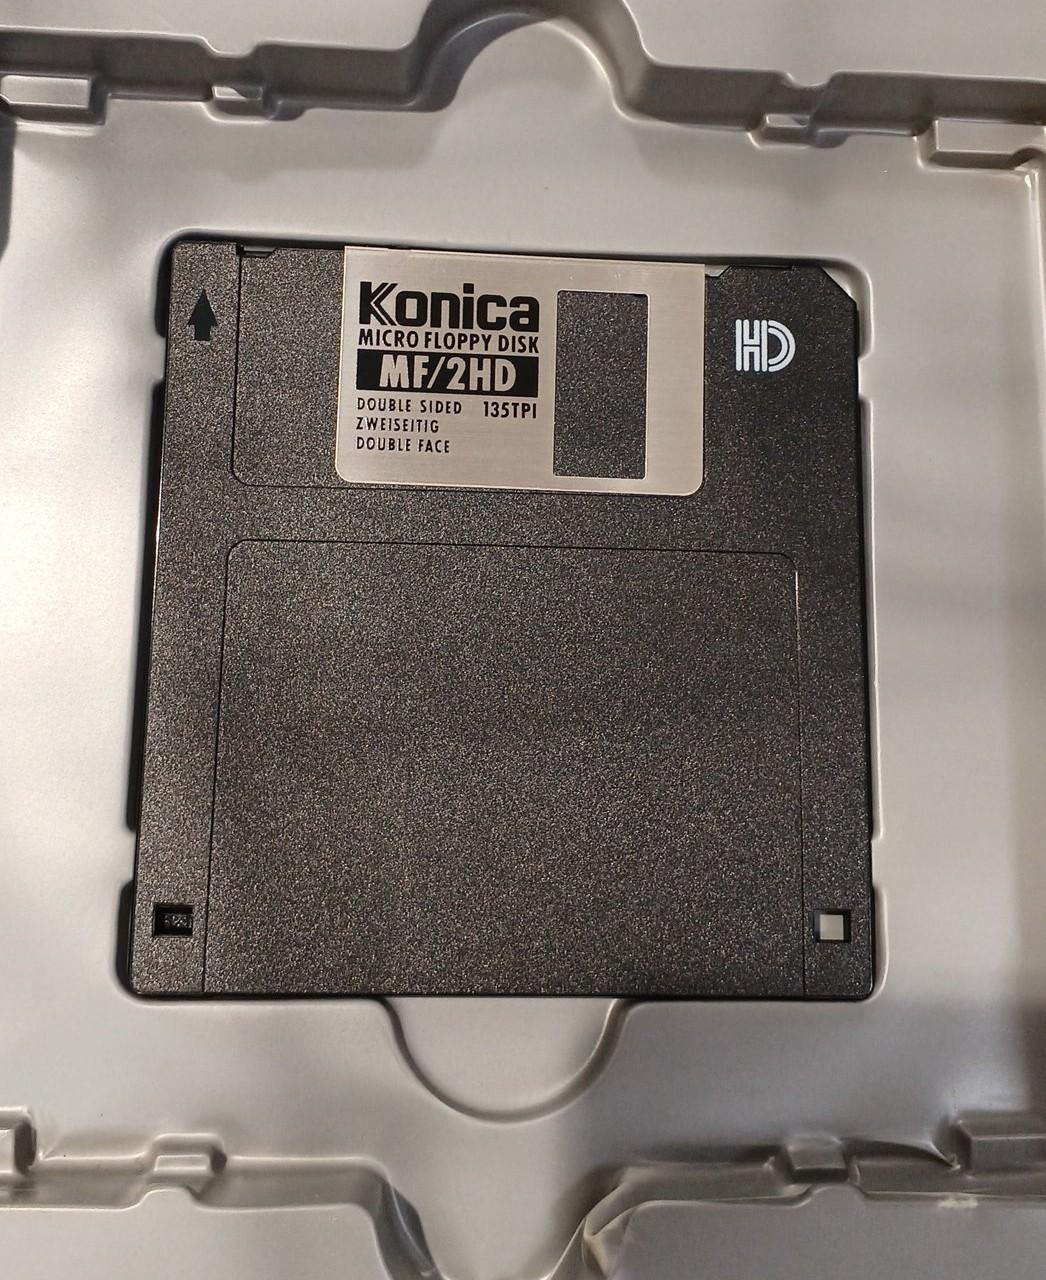 Konica
MICRO FLOPPY DISK
MF/2HD
DOUBLE SIDED 135TPI
ZWEISEITIG
DOUBLE FACE
HD